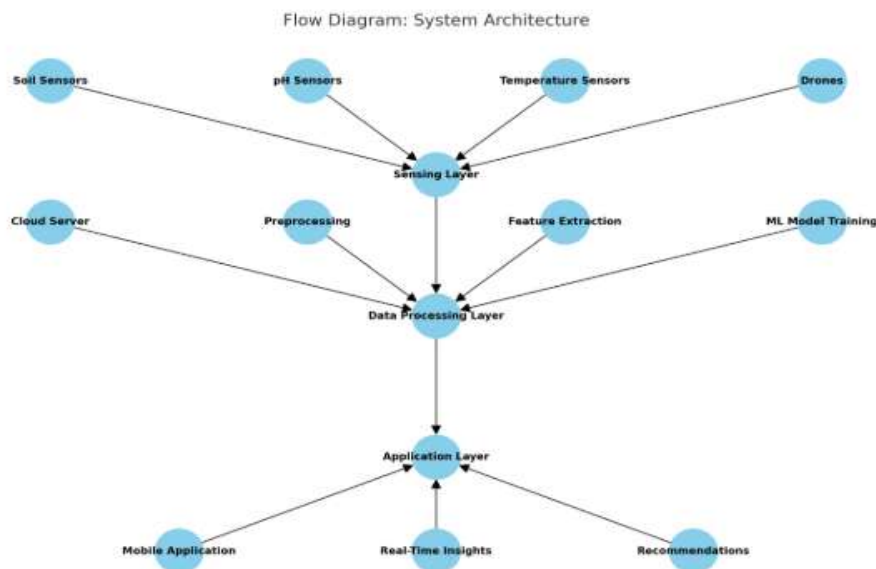 Flow Diagram: System Architecture
Soil Sensors
pH Sensors
Temperature Sensors
Drones
Sensing Layer
Cloud Server
Preprocessing
Feature Extraction
ML Model Training
Data Processing Layer
Application Layer
Mobile Application
Real-Time Insights
Recommendations